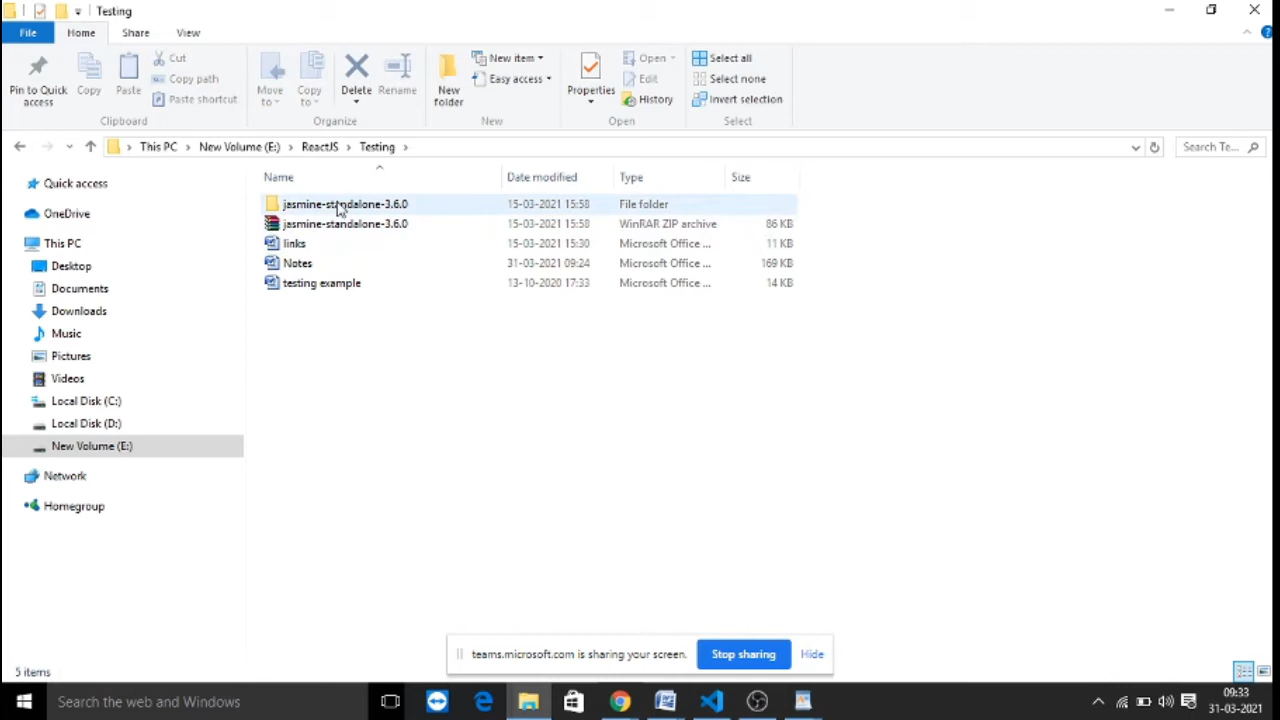 Testing
File Home Share View
Pin to Quick access
Copy
Paste
Cut
Copy path
Paste shortcut
Clipboard
Move to
Copy to
Delete
Rename
Organize
New folder
New item
Easy access
New
Properties
Open
Edit
History
Open
Select all
Select none
Invert selection
Select
This PC > New Volume (E:) > ReactJS > Testing >
Search Te...
Quick access
OneDrive
This PC
Desktop
Documents
Downloads
Music
Pictures
Videos
Local Disk (C:)
Local Disk (D:)
New Volume (E:)
Network
Homegroup
Name Date modified Type Size
jasmine-standalone-3.6.0 15-03-2021 15:58 File folder
jasmine-standalone-3.6.0 15-03-2021 15:58 WinRAR ZIP archive 86 KB
links 15-03-2021 15:30 Microsoft Office ... 11 KB
Notes 31-03-2021 09:24 Microsoft Office ... 169 KB
testing example 13-10-2020 17:33 Microsoft Office ... 14 KB
teams.microsoft.com is sharing your screen. Stop sharing Hide
5 items
Search the web and Windows
09:33
31-03-2021